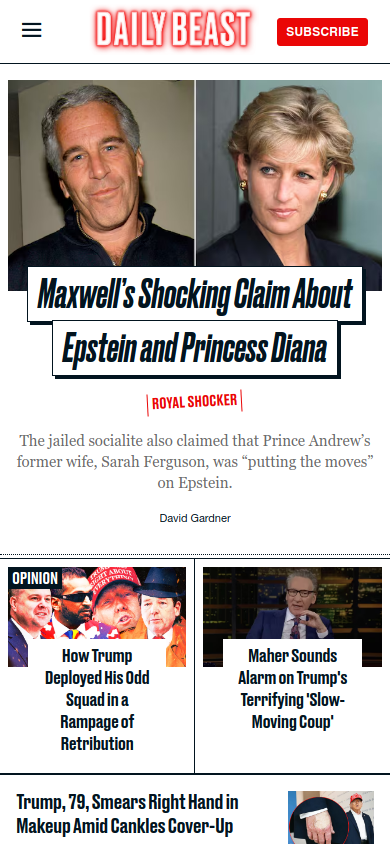 DAILY BEAST
SUBSCRIBE
Maxwell's Shocking Claim About
Epstein and Princess Diana
ROYAL SHOCKER
The jailed socialite also claimed that Prince Andrew's
former wife, Sarah Ferguson, was “putting the moves”
on Epstein.
David Gardner
OPINION
RIGHT ABOUT
EVERYTHING!
How Trump
Deployed His Odd
Squad in a
Rampage of
Retribution
Maher Sounds
Alarm on Trump's
Terrifying 'Slow-
Moving Coup'
Trump, 79, Smears Right Hand in
Makeup Amid Cankles Cover-Up